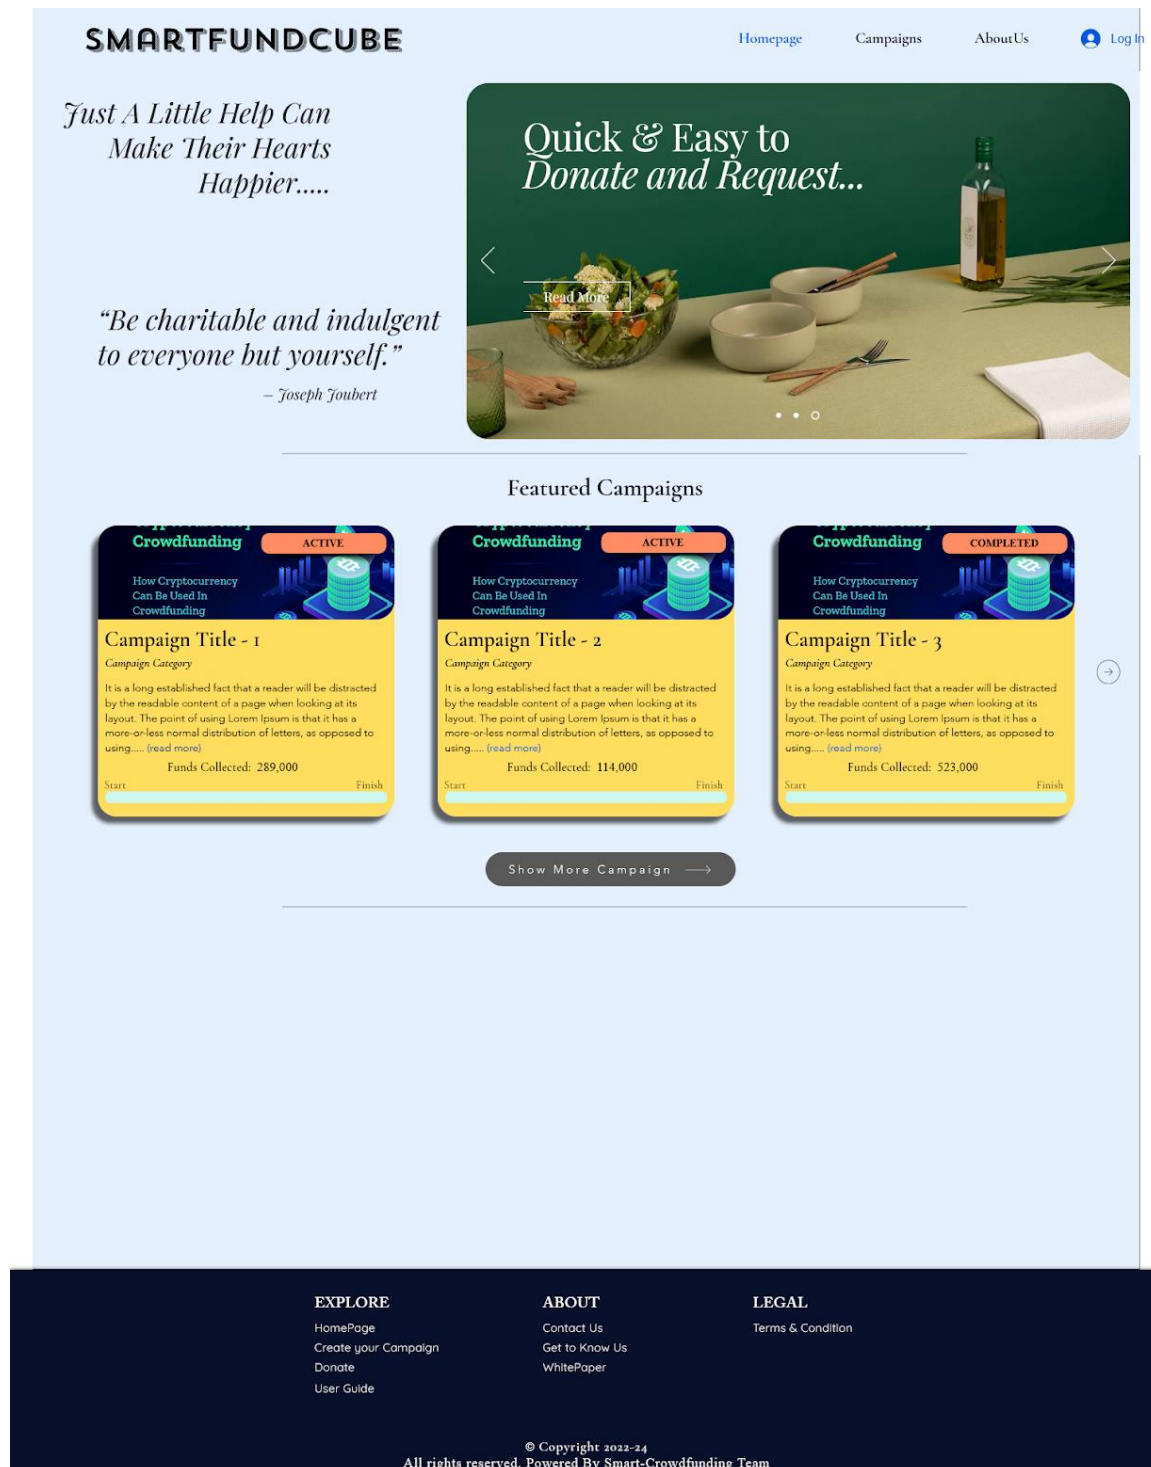 SMARTFUNDCUBE
Homepage
Campaigns
AboutUs
Log In
Just A Little Help Can
Make Their Hearts
Happier.....
“Be charitable and indulgent
to everyone but yourself.”
– Joseph Joubert
Quick & Easy to
Donate and Request...
Read More
Featured Campaigns
Crowdfunding
ACTIVE
How Cryptocurrency
Can Be Used In
Crowdfunding
Campaign Title - 1
Campaign Category
It is a long established fact that a reader will be distracted
by the readable content of a page when looking at its
layout. The point of using Lorem Ipsum is that it has a
more-or-less normal distribution of letters, as opposed to
using..... (read more)
Funds Collected: 289,000
Start
Finish
Crowdfunding
ACTIVE
How Cryptocurrency
Can Be Used In
Crowdfunding
Campaign Title - 2
Campaign Category
It is a long established fact that a reader will be distracted
by the readable content of a page when looking at its
layout. The point of using Lorem Ipsum is that it has a
more-or-less normal distribution of letters, as opposed to
using..... (read more)
Funds Collected: 114,000
Start
Finish
Crowdfunding
COMPLETED
How Cryptocurrency
Can Be Used In
Crowdfunding
Campaign Title - 3
Campaign Category
It is a long established fact that a reader will be distracted
by the readable content of a page when looking at its
layout. The point of using Lorem Ipsum is that it has a
more-or-less normal distribution of letters, as opposed to
using..... (read more)
Funds Collected: 523,000
Start
Finish
Show More Campaign
EXPLORE
HomePage
Create your Campaign
Donate
User Guide
ABOUT
Contact Us
Get to Know Us
WhitePaper
LEGAL
Terms & Condition
© Copyright 2022-24
All rights reserved. Powered By Smart-Crowdfunding Team